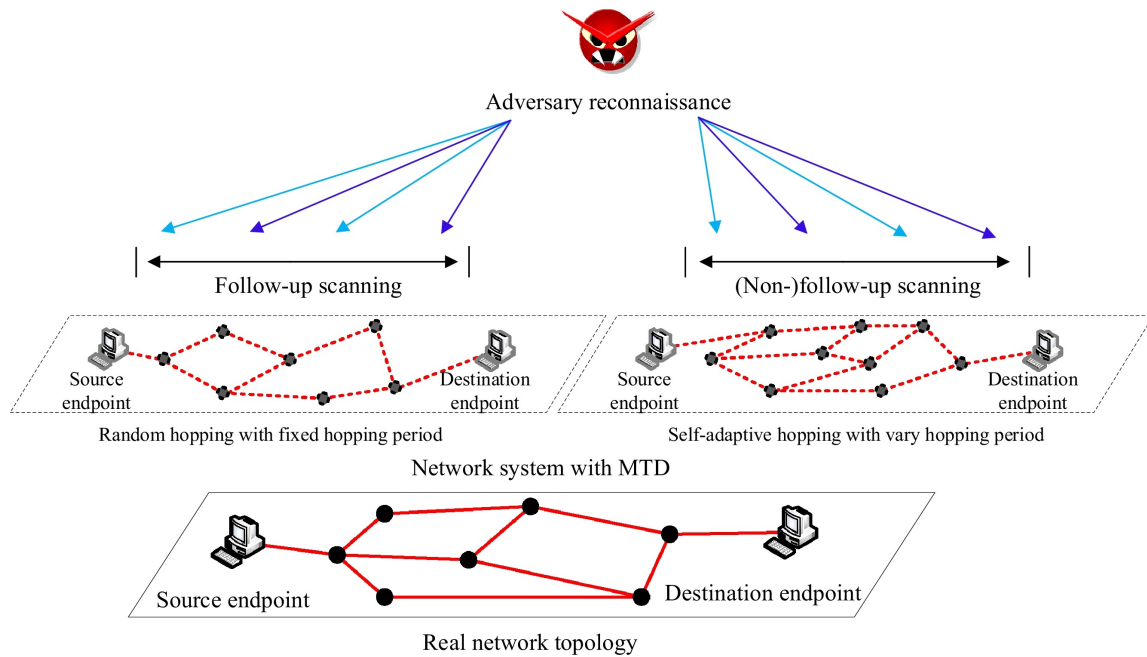 Adversary reconnaissance
Follow-up scanning
(Non-)follow-up scanning
Source
endpoint
Destination
endpoint
Source
endpoint
Destination
endpoint
Random hopping with fixed hopping period
Self-adaptive hopping with vary hopping period
Network system with MTD
Source endpoint
Destination endpoint
Real network topology